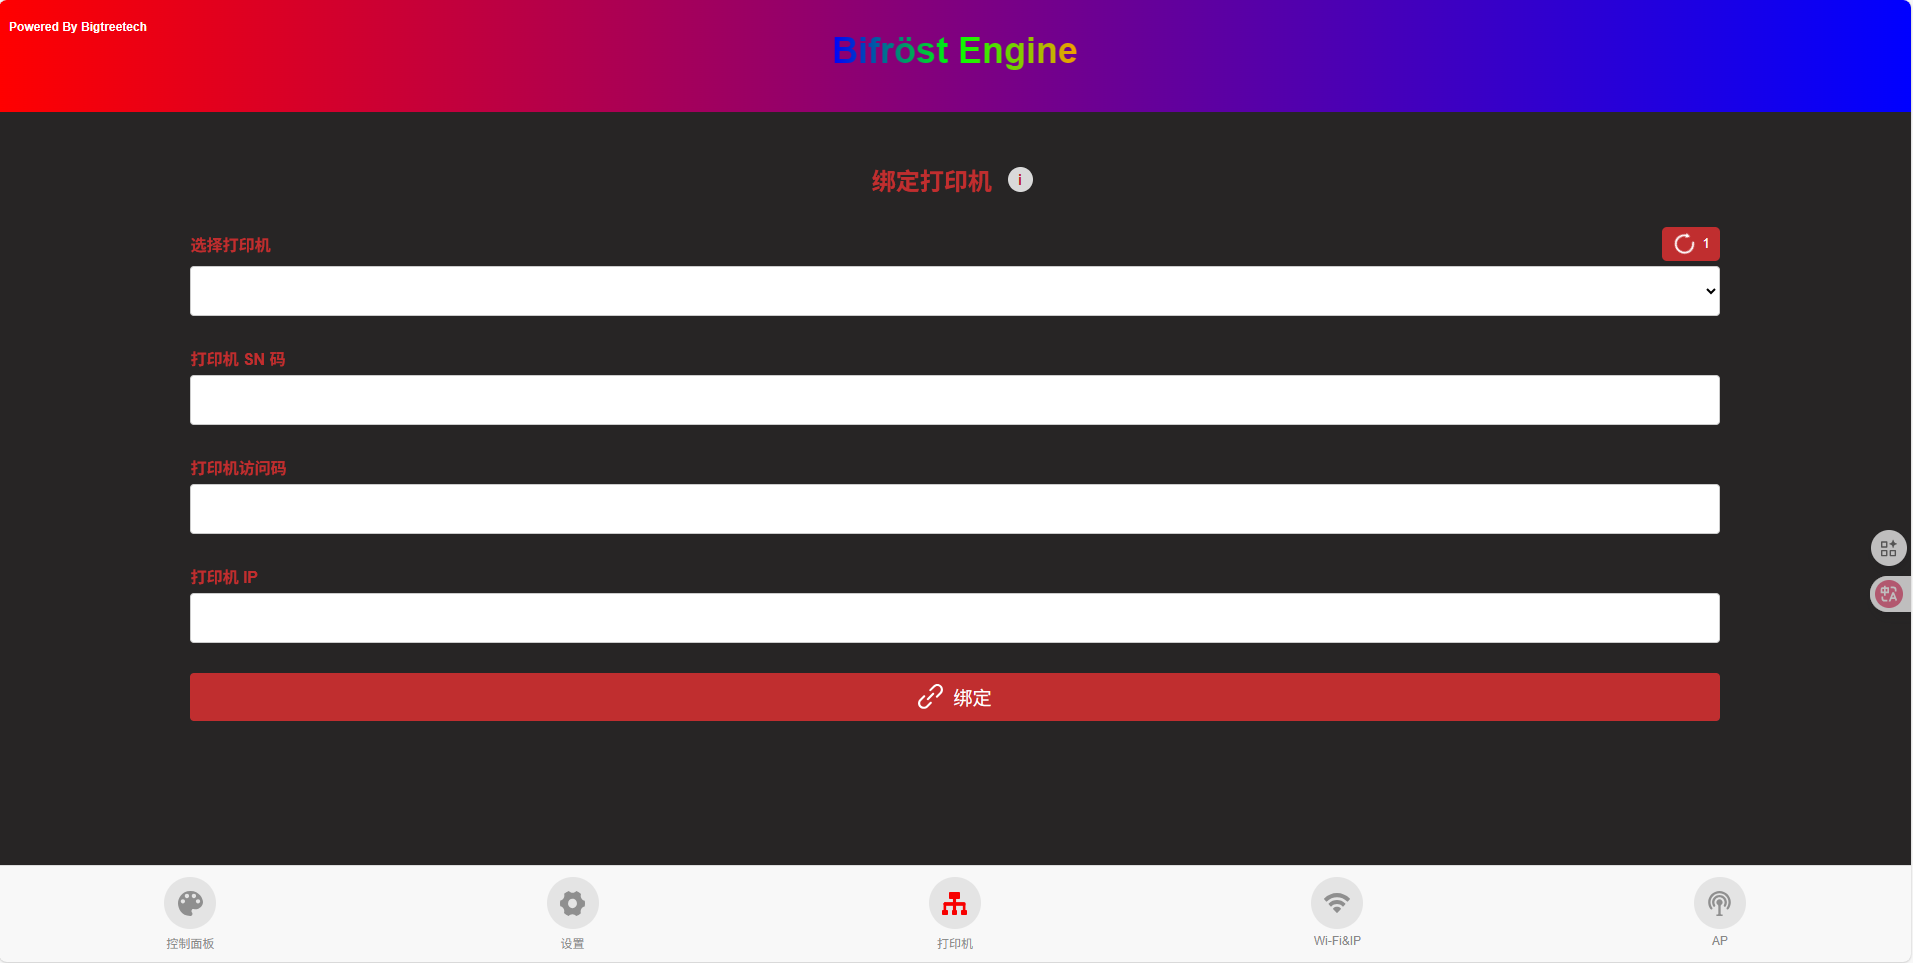 Powered By Bigtreetech
Bifröst Engine
绑定打印机 i
选择打印机
1
打印机 SN 码
打印机访问码
打印机 IP
绑定
控制面板
设置
打印机
Wi-Fi&IP
AP